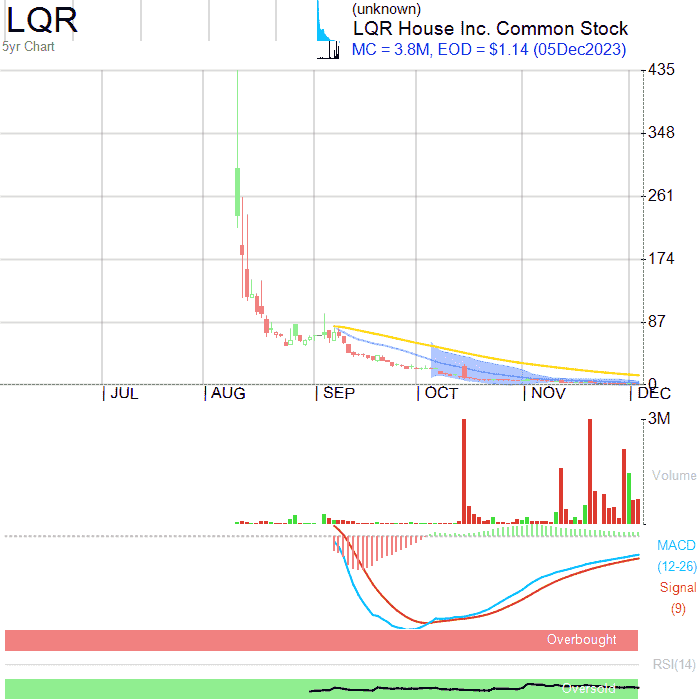 LQR
(unknown)
LQR House Inc. Common Stock
5yr Chart
MC = 3.8M, EOD = $1.14 (05Dec2023)
435
348
261
174
87
0
JUL AUG SEP OCT NOV DEC
3M
Volume
MACD
(12-26)
Signal
(9)
Overbought
RSI(14)
Oversold